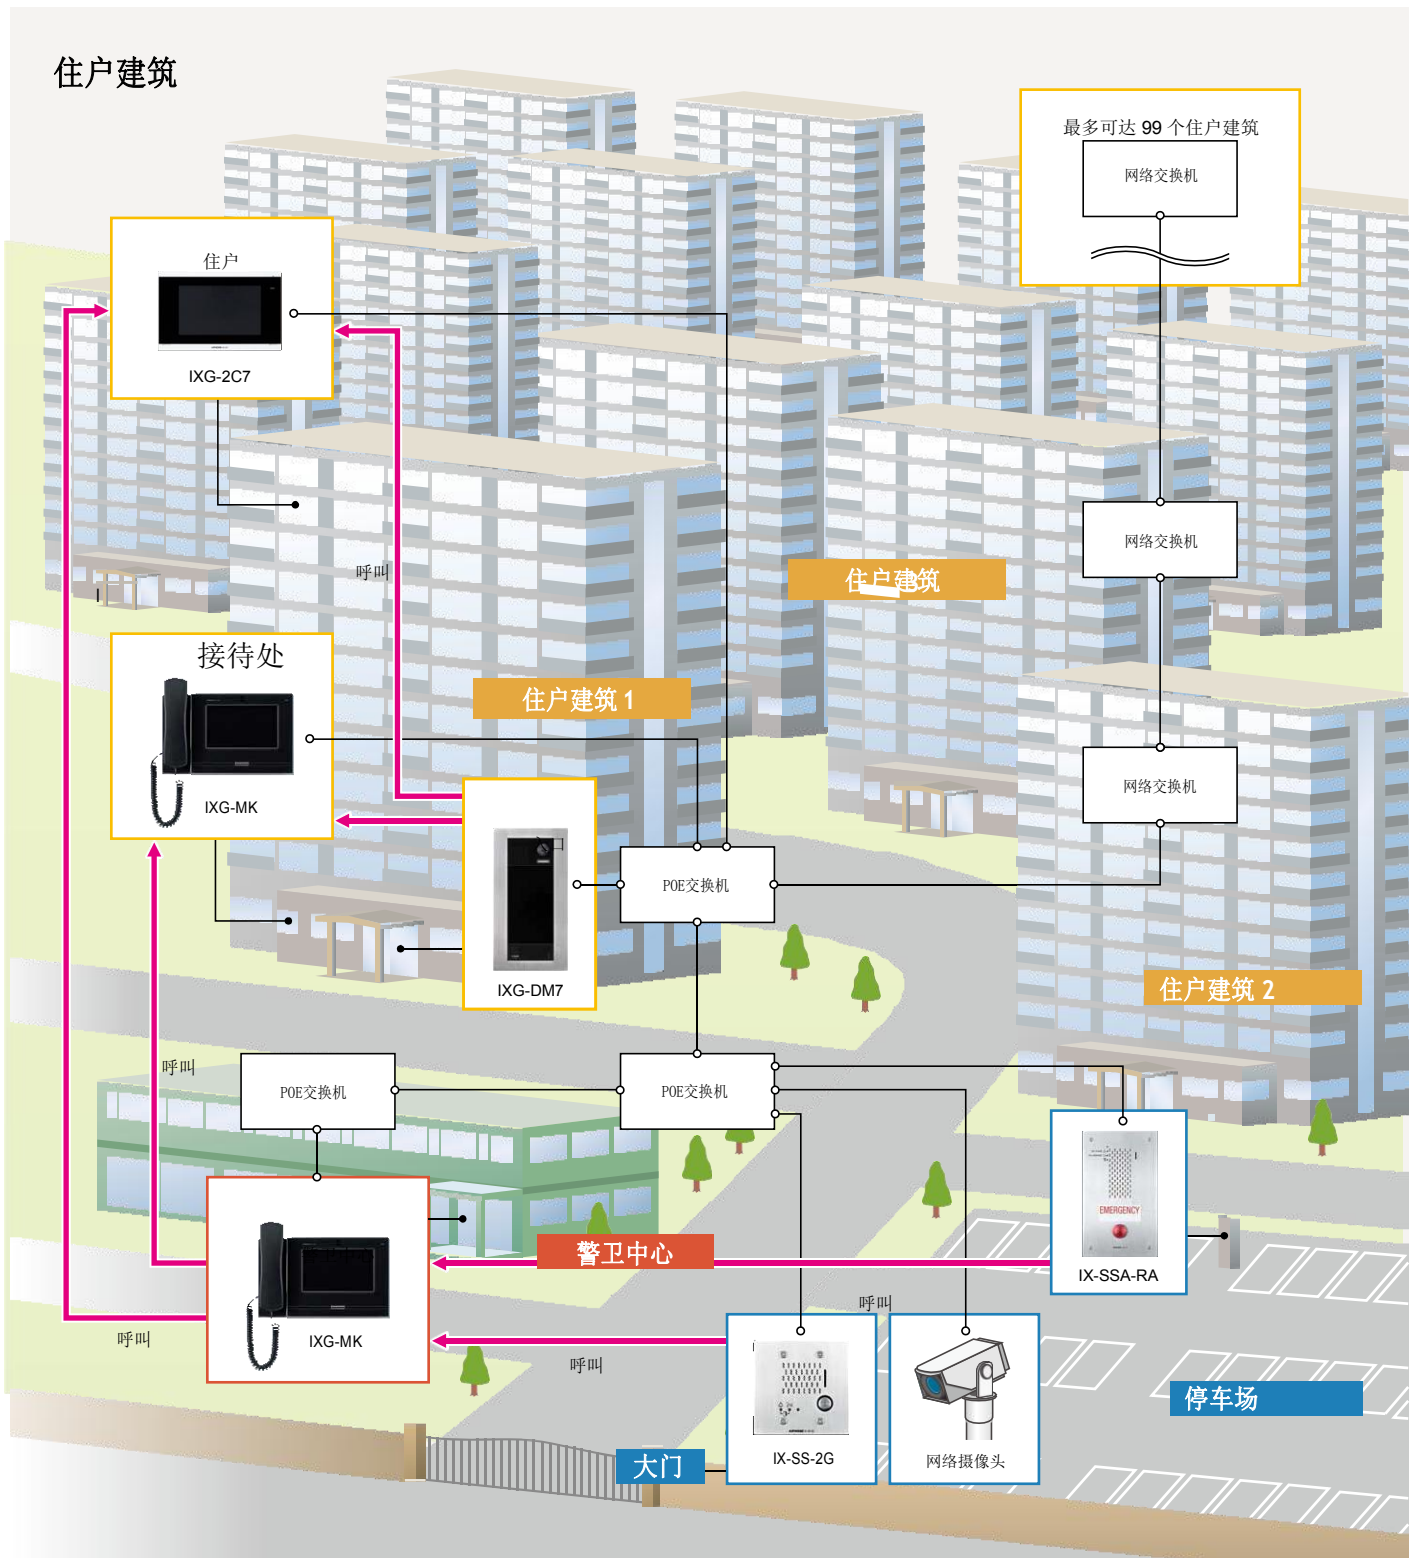 住户建筑
最多可达 99 个住户建筑
网络交换机
住户
IXG-2C7
网络交换机
呼叫
住户建筑
接待处
住户建筑 1
IXG-MK
网络交换机
POE交换机
IXG-DM7
住户建筑 2
呼叫
POE交换机
POE交换机
EMERGENCY
警卫中心
IX-SSA-RA
呼叫
呼叫
IXG-MK
呼叫
停车场
大门
IX-SS-2G
网络摄像头